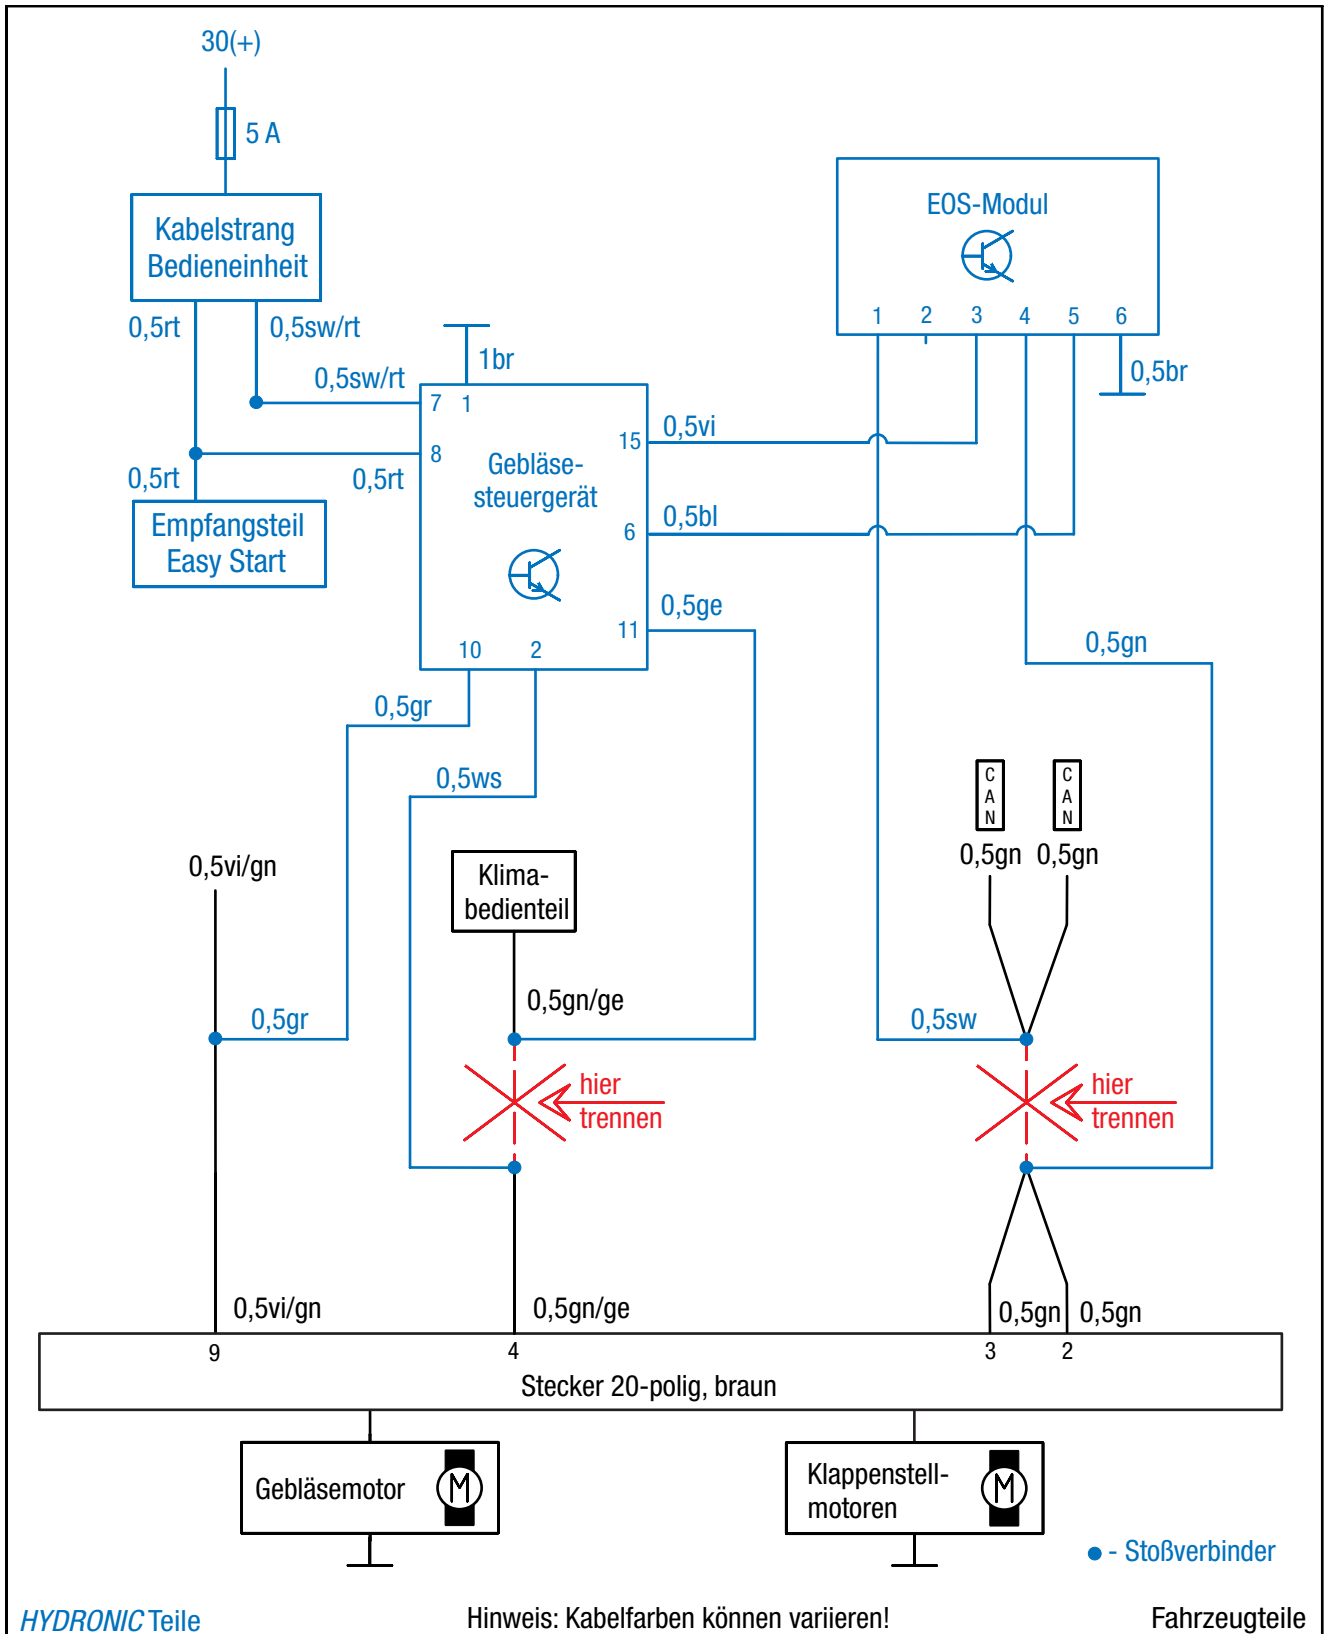 30(+)
5 A
Kabelstrang
Bedieneinheit
EOS-Modul
1 2 3 4 5 6
0,5rt
0,5sw/rt
1br
0,5br
0,5sw/rt
7 1
15
0,5vi
8
0,5rt
0,5rt
Gebläse-
steuergerät
Empfangsteil
Easy Start
6
0,5bl
11
0,5ge
10 2
0,5gn
0,5gr
0,5ws
CAN
CAN
0,5vi/gn
Klima-
bedienteil
0,5gn
0,5gn
0,5gn/ge
0,5gr
0,5sw
hier
trennen
hier
trennen
0,5vi/gn
0,5gn/ge
0,5gn
0,5gn
9
4
3
2
Stecker 20-polig, braun
Gebläsemotor
M
Klappenstell-
motoren
M
- Stoßverbinder
HYDRONIC Teile
Hinweis: Kabelfarben können variieren!
Fahrzeugteile